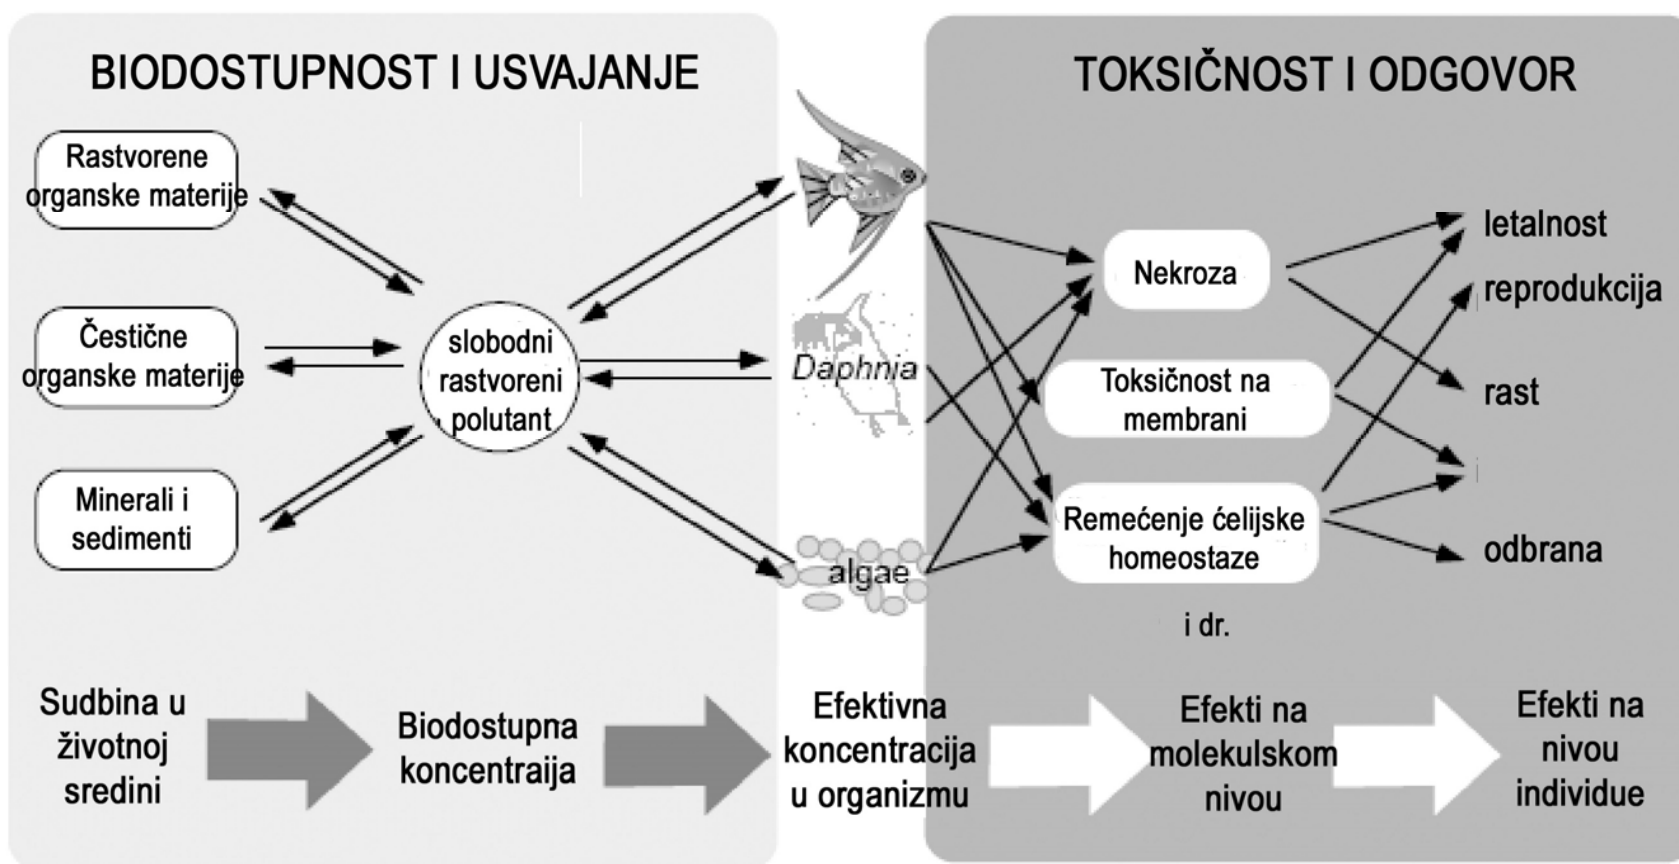 BIODOSTUPNOST I USVAJANJE
TOKSIČNOST I ODGOVOR
Rastvorene
organske materije
Čestične
organske materije
Minerali i
sedimenti
slobodni
rastvoreni
polutant
Daphnia
algae
Nekroza
Toksičnost na
membrani
Remećenje ćelijske
homeostaze
i dr.
letalnost
reprodukcija
rast
odbrana
Sudbina u
životnoj
sredini
Biodostupna
koncentraija
Efektivna
koncentracija
u organizmu
Efekti na
molekulskom
nivou
Efekti na
nivou
individue